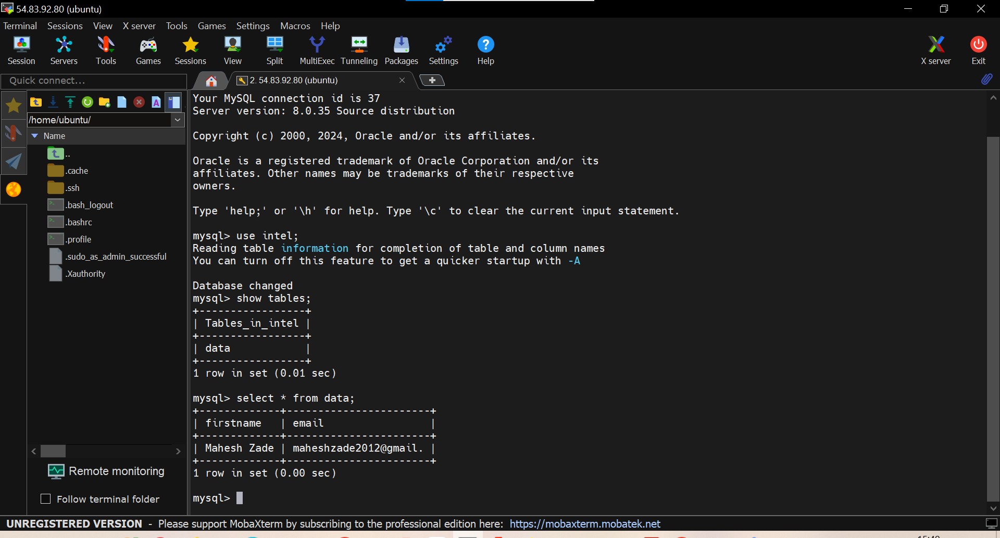 54.83.92.80 (ubuntu)
Terminal Sessions View X server Tools Games Settings Macros Help
Session Servers Tools Games Sessions View Split MultiExec Tunneling Packages Settings Help X server Exit
Quick connect...
2. 54.83.92.80 (ubuntu)
/home/ubuntu/
Name
..
.cache
.ssh
.bash_logout
.bashrc
.profile
.sudo_as_admin_successful
.Xauthority
Remote monitoring
Follow terminal folder
Your MySQL connection id is 37
Server version: 8.0.35 Source distribution
Copyright (c) 2000, 2024, Oracle and/or its affiliates.
Oracle is a registered trademark of Oracle Corporation and/or its
affiliates. Other names may be trademarks of their respective
owners.
Type 'help;' or '\h' for help. Type '\c' to clear the current input statement.
mysql> use intel;
Reading table information for completion of table and column names
You can turn off this feature to get a quicker startup with -A
Database changed
mysql> show tables;
+-----------------+
| Tables_in_intel |
+-----------------+
| data            |
+-----------------+
1 row in set (0.01 sec)
mysql> select * from data;
+-------------+-----------------------+
| firstname   | email                 |
+-------------+-----------------------+
| Mahesh Zade | maheshzade2012@gmail. |
+-------------+-----------------------+
1 row in set (0.00 sec)
mysql>
UNREGISTERED VERSION - Please support MobaXterm by subscribing to the professional edition here: https://mobaxterm.mobatek.net